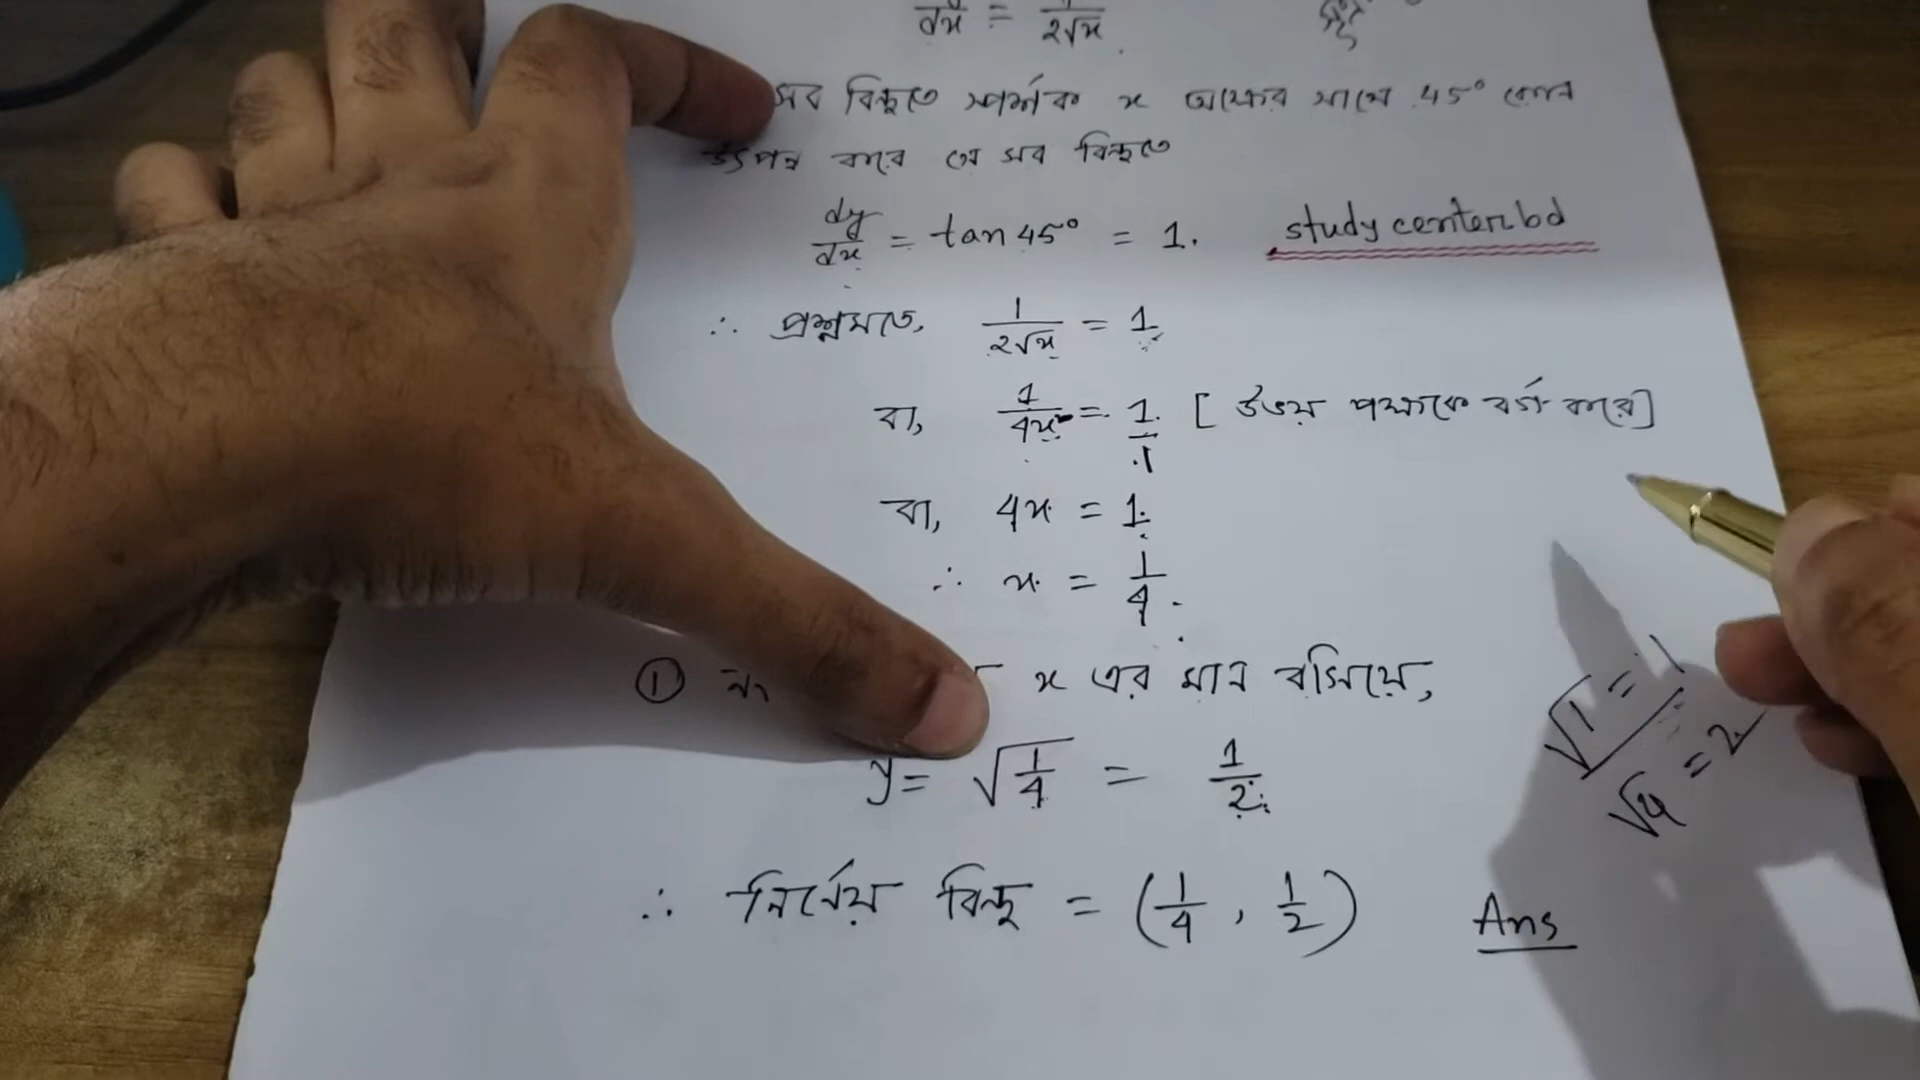 dx = 2√x
সব বিন্দুতে স্পর্শক x অক্ষের সাথে 45° কোন
উৎপন্ন করে সে সব বিন্দুতে
dy/dx = tan 45° = 1. study center.bd
∴ প্রশ্নমতে, 1/2√x = 1
বা, 1/4x = 1/1 [উভয় পক্ষকে বর্গ করে]
বা, 4x = 1
∴ x = 1/4.
① নং x এর মান বসিয়ে,
y = √1/4 = 1/2
√1 = 1
√4 = 2
∴ নির্নেয় বিন্দু = (1/4, 1/2) Ans